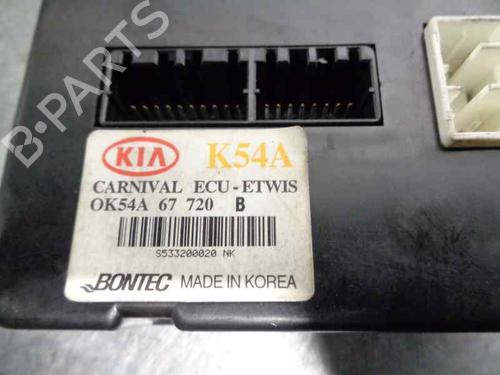 KIA K54A
CARNIVAL ECU-ETWIS
OK54A 67 720 B
S533200020 NK
BONTEC MADE IN KOREA
B-PARTS